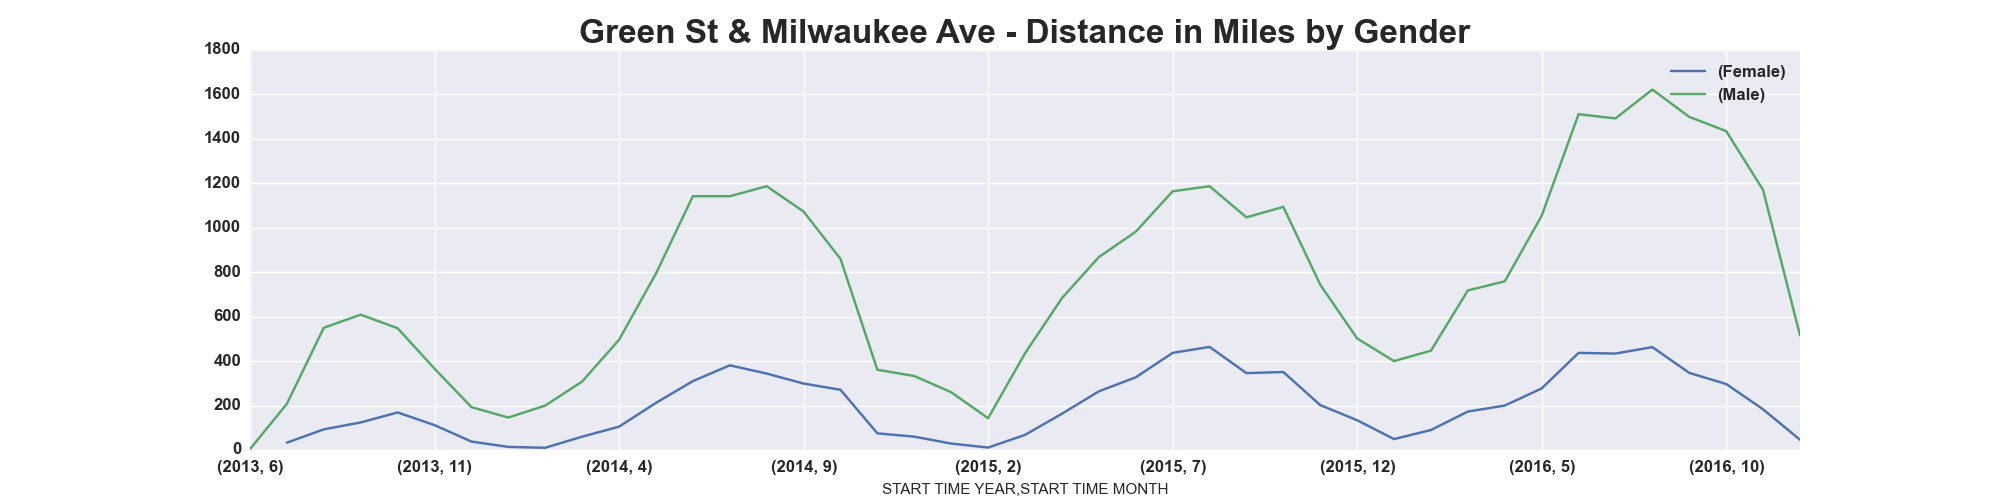 Green St & Milwaukee Ave - Distance in Miles by Gender
1800
1600
1400
1200
1000
800
600
400
200
0
(Female)
(Male)
(2013, 6) (2013, 11) (2014, 4) (2014, 9) (2015, 2) (2015, 7) (2015, 12) (2016, 5) (2016, 10)
START TIME YEAR,START TIME MONTH